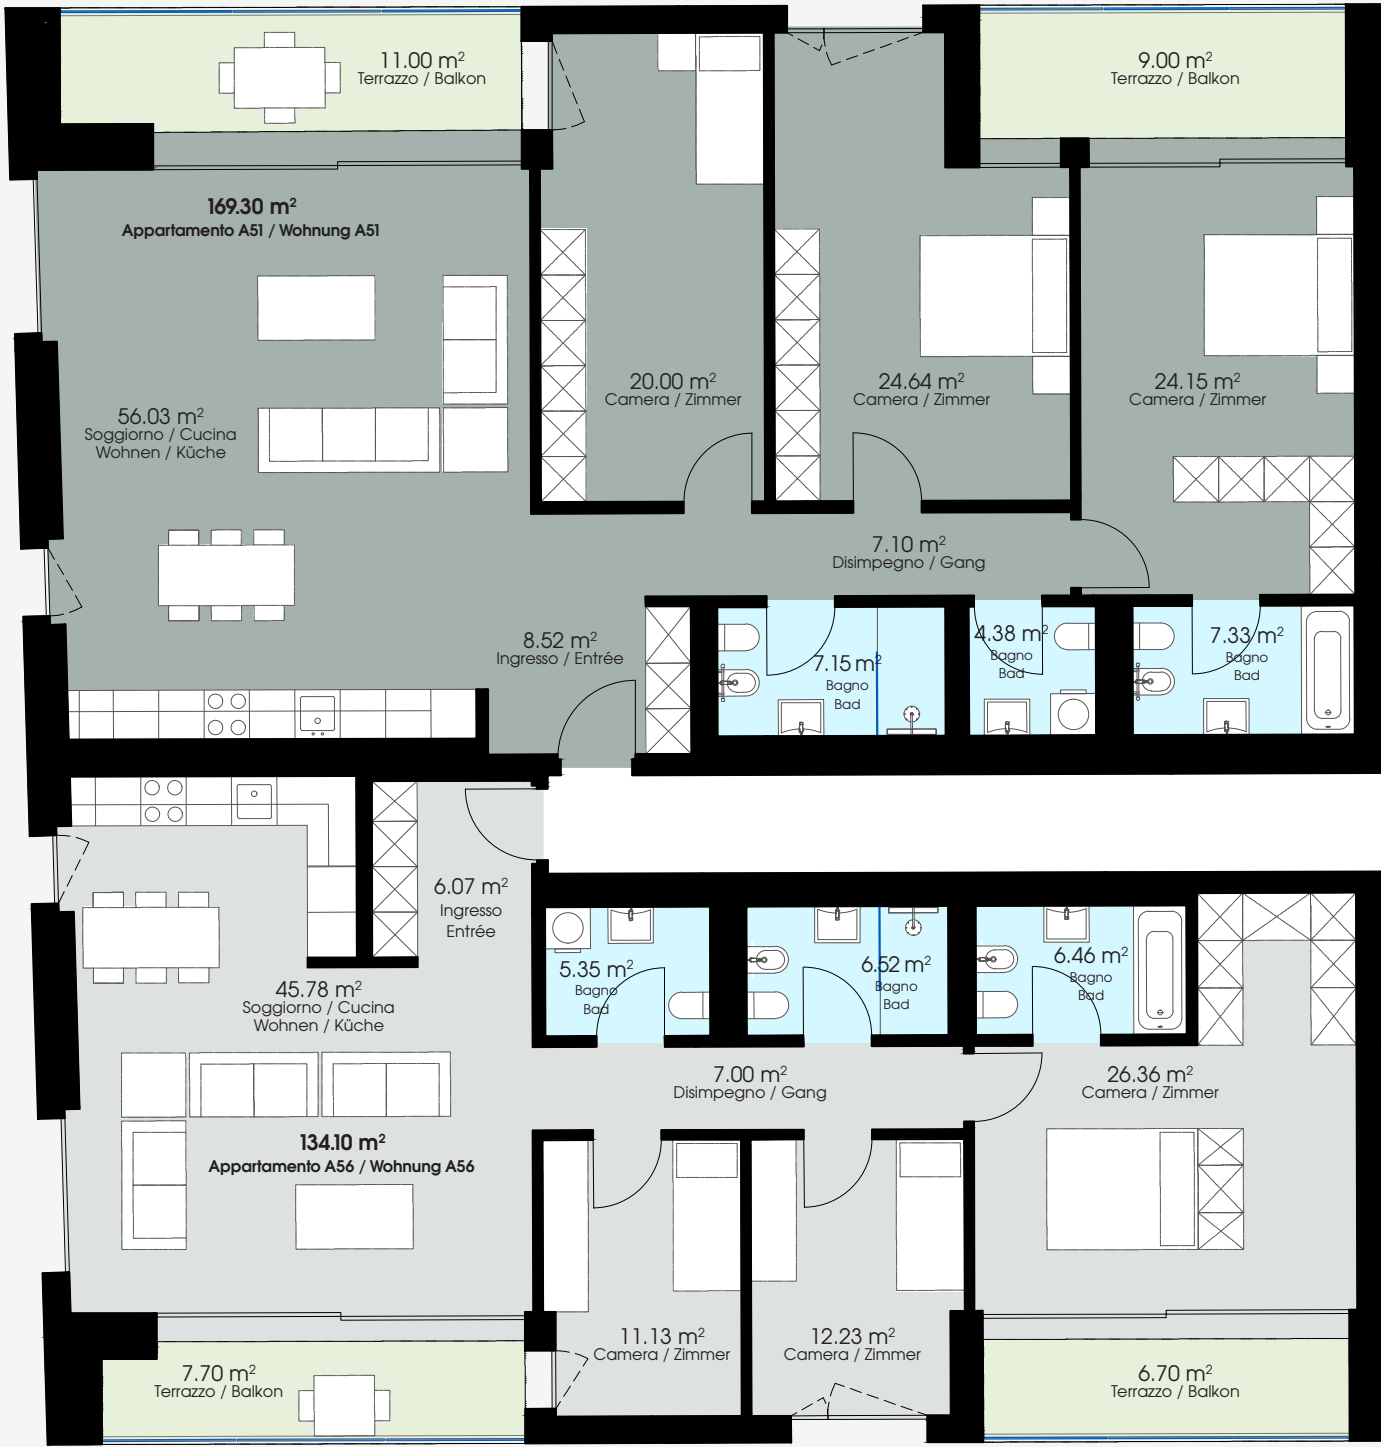 11.00 m²
Terrazzo / Balkon
9.00 m²
Terrazzo / Balkon
169.30 m²
Appartamento A51 / Wohnung A51
56.03 m²
Soggiorno / Cucina
Wohnen / Küche
20.00 m²
Camera / Zimmer
24.64 m²
Camera / Zimmer
24.15 m²
Camera / Zimmer
7.10 m²
Disimpegno / Gang
8.52 m²
Ingresso / Entrée
7.15 m²
Bagno
Bad
4.38 m²
Bagno
Bad
7.33 m²
Bagno
Bad
6.07 m²
Ingresso
Entrée
5.35 m²
Bagno
Bad
6.52 m²
Bagno
Bad
6.46 m²
Bagno
Bad
45.78 m²
Soggiorno / Cucina
Wohnen / Küche
7.00 m²
Disimpegno / Gang
26.36 m²
Camera / Zimmer
134.10 m²
Appartamento A56 / Wohnung A56
11.13 m²
Camera / Zimmer
12.23 m²
Camera / Zimmer
7.70 m²
Terrazzo / Balkon
6.70 m²
Terrazzo / Balkon